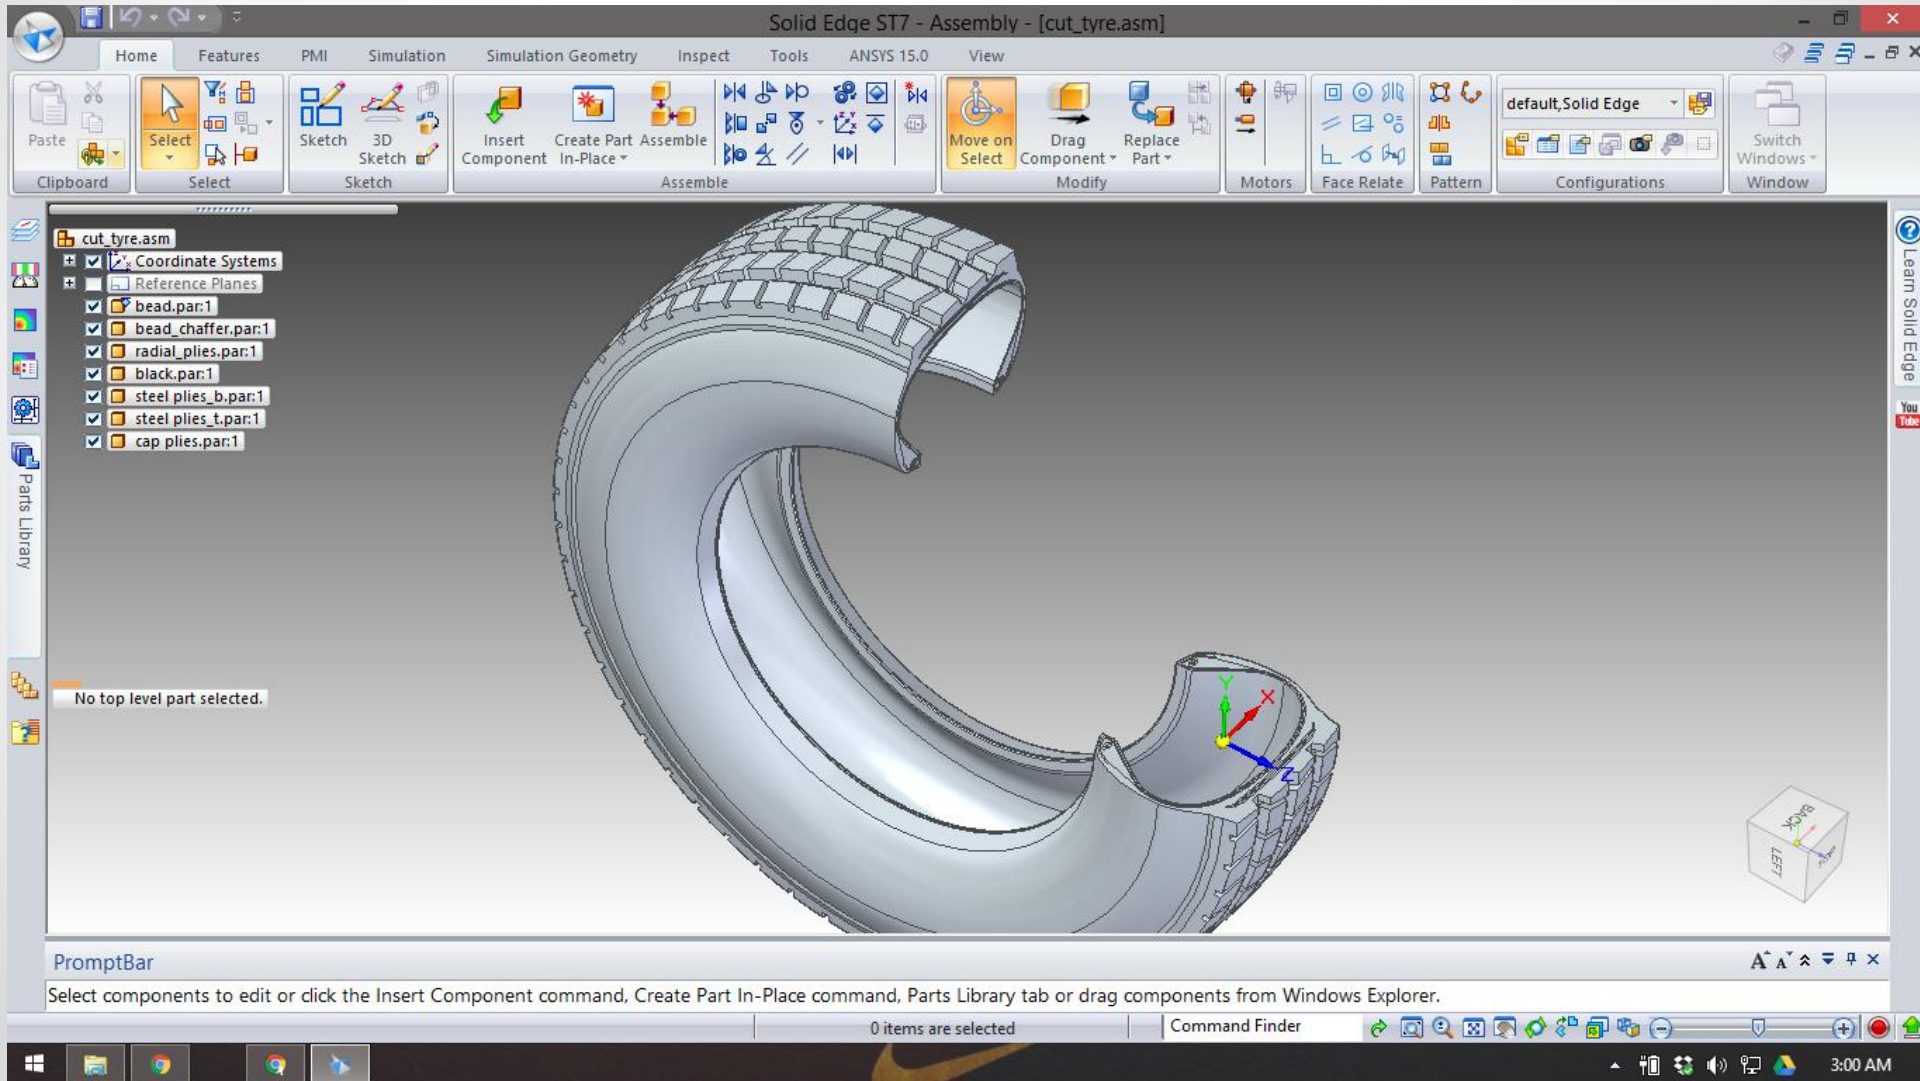 Solid Edge ST7 - Assembly - [cut_tyre.asm]
Home Features PMI Simulation Simulation Geometry Inspect Tools ANSYS 15.0 View
Paste
Clipboard
Select
Select
Sketch
3D Sketch
Sketch
Insert Component
Create Part In-Place
Assemble
Assemble
Move on Select
Drag Component
Replace Part
Modify
Motors
Face Relate
Pattern
default,Solid Edge
Configurations
Switch Windows
Window
cut_tyre.asm
Coordinate Systems
Reference Planes
bead.par:1
bead_chaffer.par:1
radial_plies.par:1
black.par:1
steel plies_b.par:1
steel plies_t.par:1
cap plies.par:1
Parts Library
No top level part selected.
Learn Solid Edge
You
Tube
Y
X
Z
BACK
LEFT
PromptBar
A A
Select components to edit or click the Insert Component command, Create Part In-Place command, Parts Library tab or drag components from Windows Explorer.
0 items are selected
Command Finder
3:00 AM